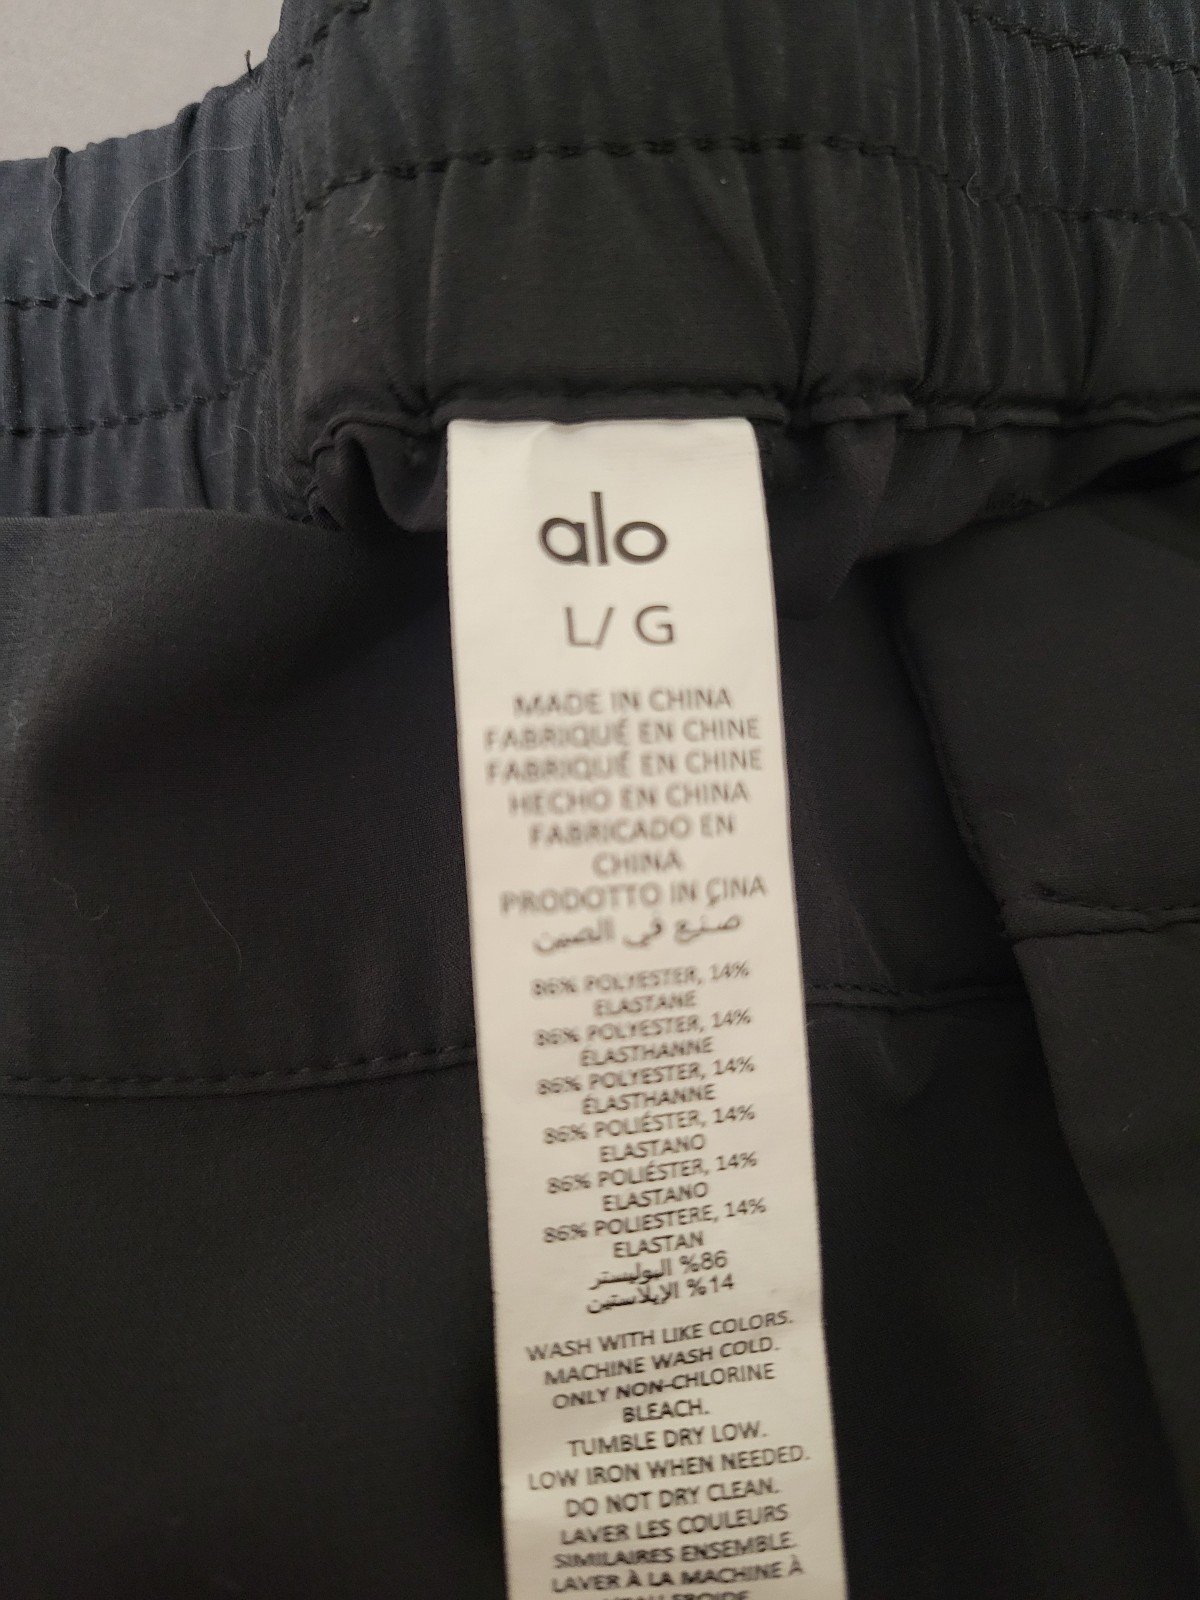 alo
L/ G
MADE IN CHINA
FABRIQUÉ EN CHINE
FABRIQUÉ EN CHINE
HECHO EN CHINA
FABRICADO EN
CHINA
PRODOTTO IN ÇINA
صنع في الصين
86% POLYESTER, 14%
ELASTANE
86% POLYESTER, 14%
ÉLASTHANNE
86% POLYESTER, 14%
ÉLASTHANNE
86% POLIÉSTER, 14%
ELASTANO
86% POLIÉSTER, 14%
ELASTANO
86% POLIESTERE, 14%
ELASTAN
86% البوليستر
14% الإيلاستين
WASH WITH LIKE COLORS.
MACHINE WASH COLD.
ONLY NON-CHLORINE
BLEACH.
TUMBLE DRY LOW.
LOW IRON WHEN NEEDED.
DO NOT DRY CLEAN.
LAVER LES COULEURS
SIMILAIRES ENSEMBLE.
LAVER À LA MACHINE À
L'EAU FROIDE